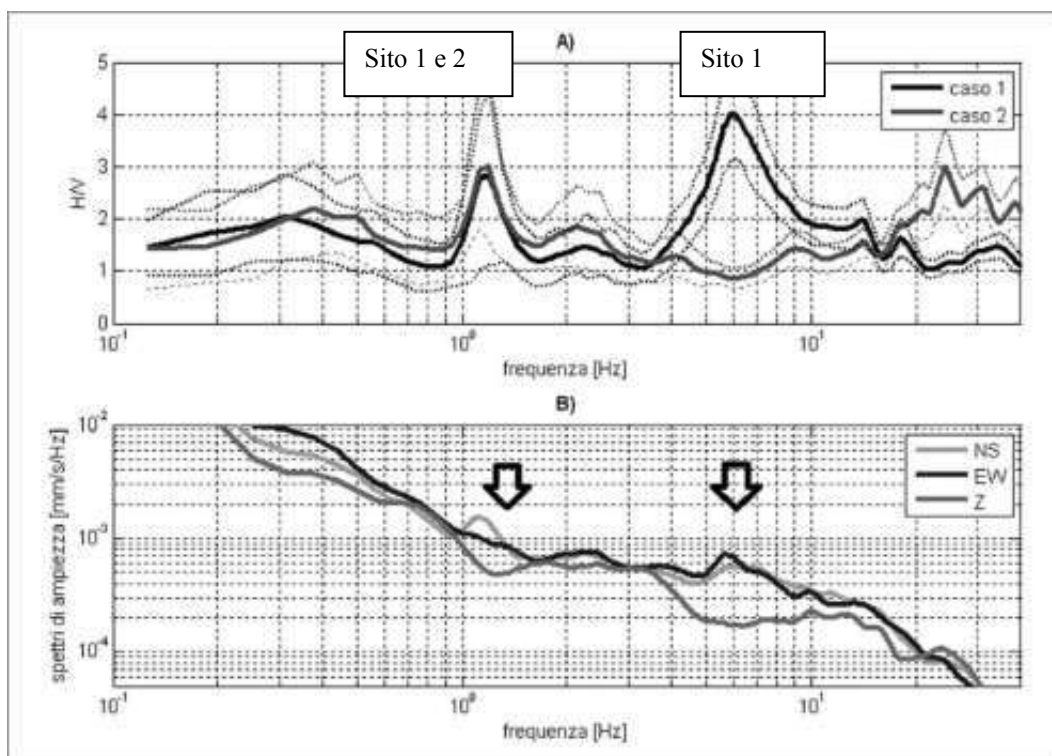 Sito 1 e 2
Sito 1
A)
H/V
5
4
3
2
1
0
caso 1
caso 2
10⁻¹
10⁰
10¹
frequenza [Hz]
B)
spettri di ampiezza [mm/s/Hz]
10⁻²
10⁻³
10⁻⁴
NS
EW
Z
10⁻¹
10⁰
10¹
frequenza [Hz]